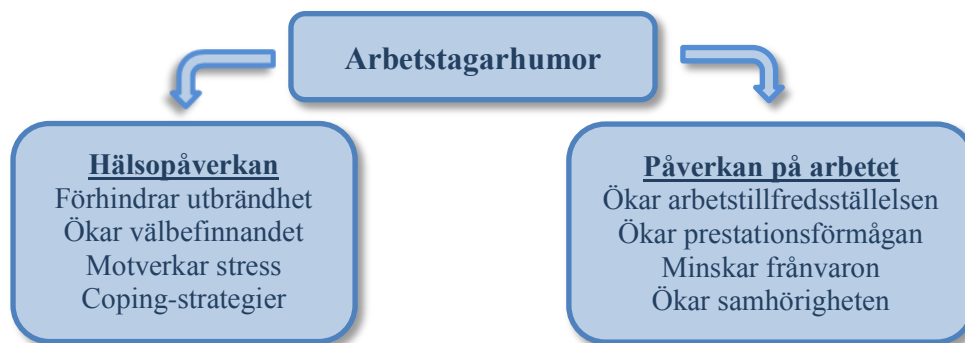 Arbetstagarhumor
Hälsopåverkan
Förhindrar utbrändhet
Ökar välbefinnandet
Motverkar stress
Coping-strategier
Påverkan på arbetet
Ökar arbetstillfredsställelsen
Ökar prestationsförmågan
Minskar frånvaron
Ökar samhörigheten